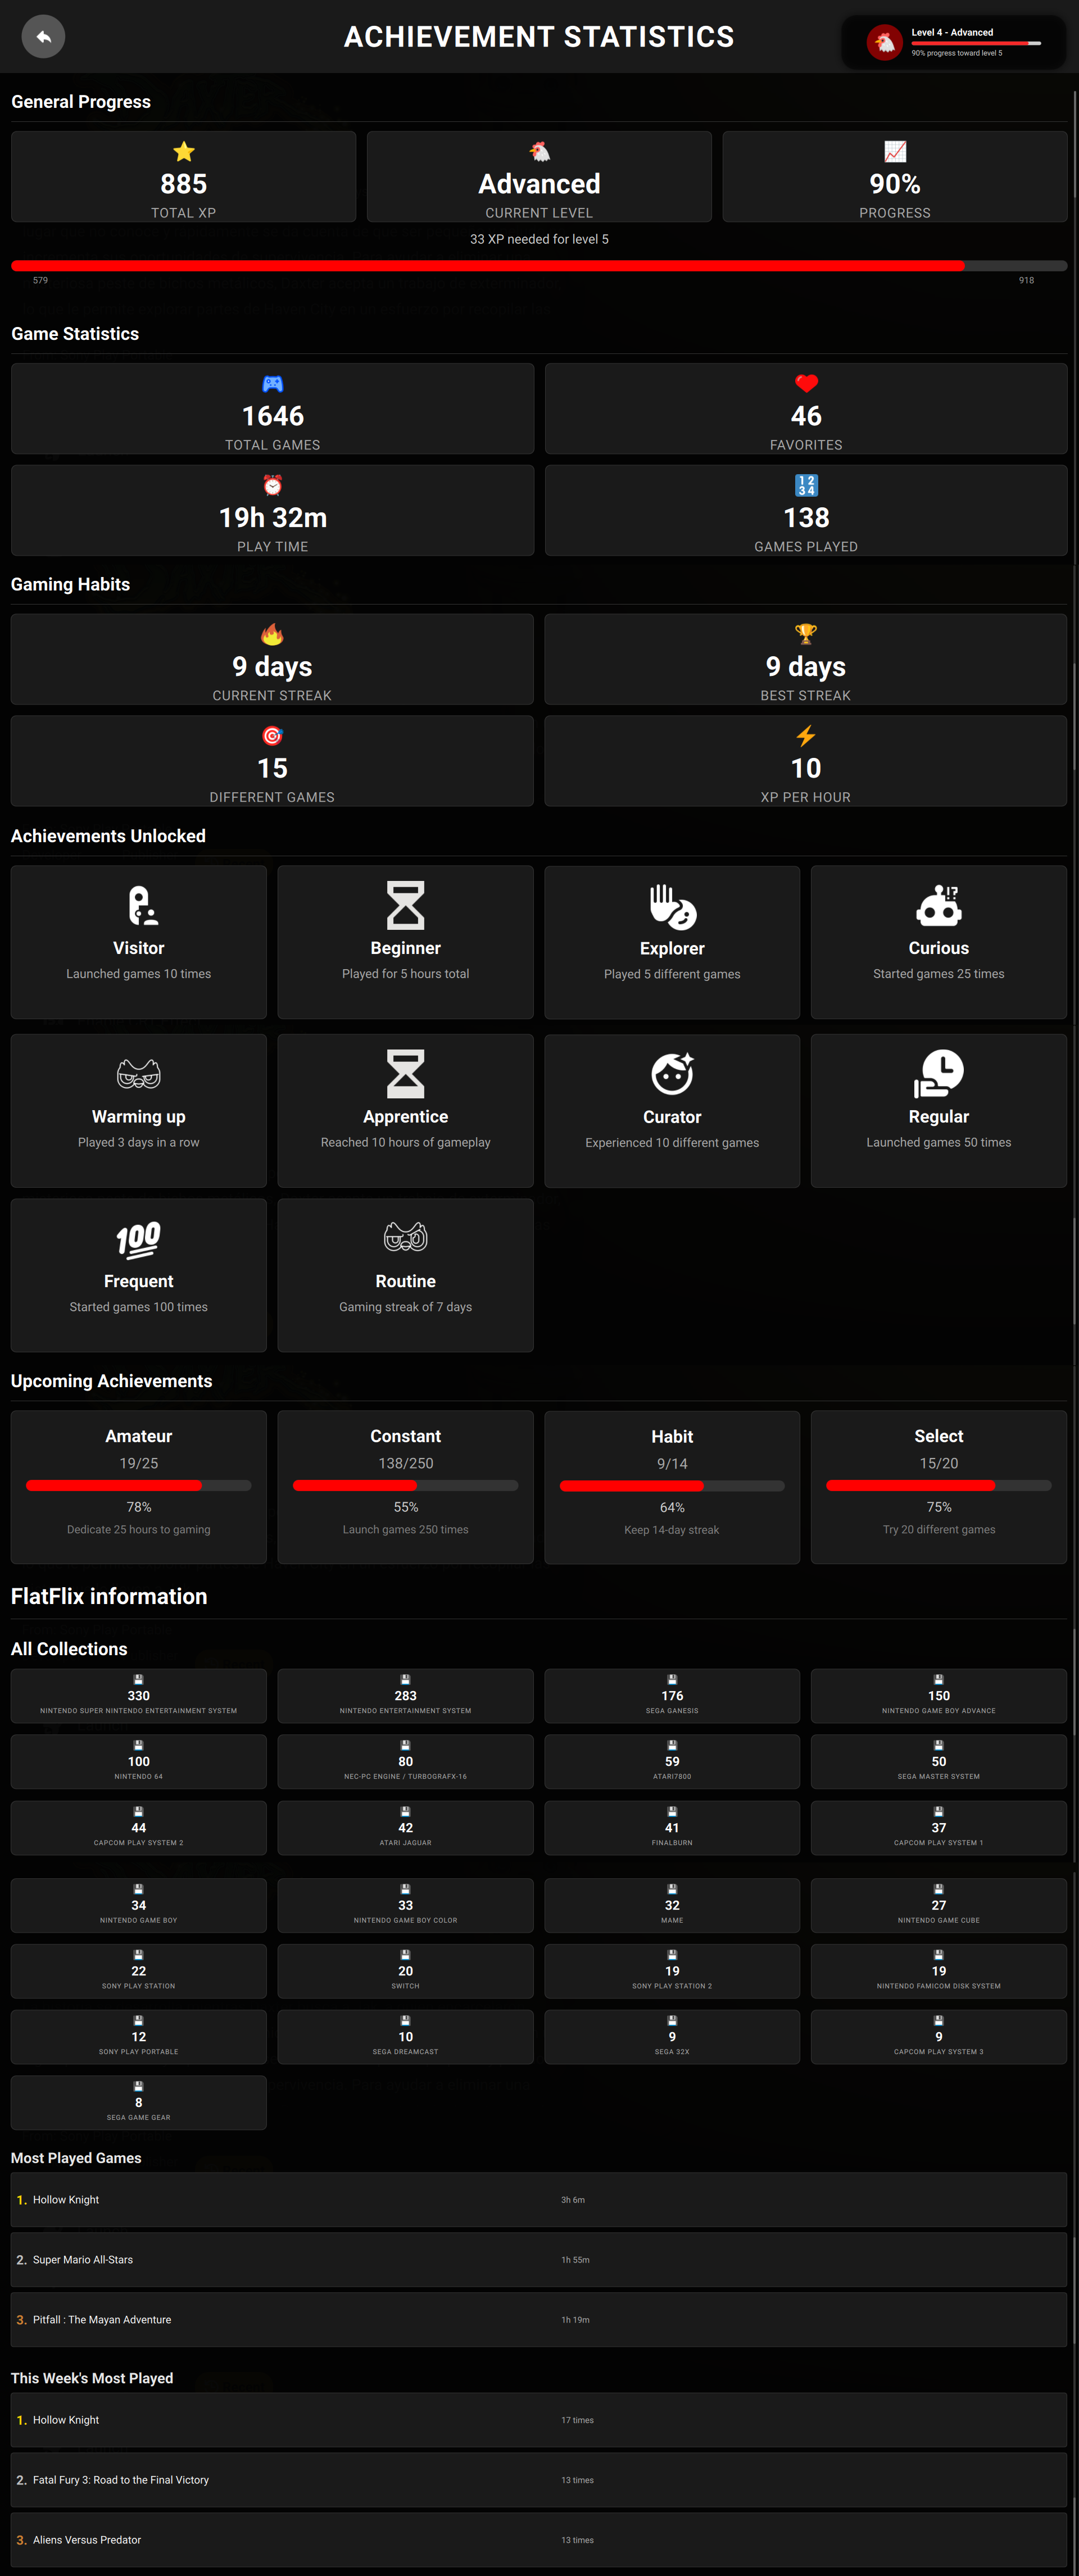 ACHIEVEMENT STATISTICS
Level 4 - Advanced
90% progress toward level 5
General Progress
885
TOTAL XP
Advanced
CURRENT LEVEL
90%
PROGRESS
33 XP needed for level 5
579
918
Game Statistics
1646
TOTAL GAMES
46
FAVORITES
19h 32m
PLAY TIME
138
GAMES PLAYED
Gaming Habits
9 days
CURRENT STREAK
9 days
BEST STREAK
15
DIFFERENT GAMES
10
XP PER HOUR
Achievements Unlocked
Visitor
Launched games 10 times
Beginner
Played for 5 hours total
Explorer
Played 5 different games
Curious
Started games 25 times
Warming up
Played 3 days in a row
Apprentice
Reached 10 hours of gameplay
Curator
Experienced 10 different games
Regular
Launched games 50 times
Frequent
Started games 100 times
Routine
Gaming streak of 7 days
Upcoming Achievements
Amateur
19/25
78%
Dedicate 25 hours to gaming
Constant
138/250
55%
Launch games 250 times
Habit
9/14
64%
Keep 14-day streak
Select
15/20
75%
Try 20 different games
FlatFlix information
All Collections
330
NINTENDO SUPER NINTENDO ENTERTAINMENT SYSTEM
283
NINTENDO ENTERTAINMENT SYSTEM
176
SEGA GANESIS
150
NINTENDO GAME BOY ADVANCE
100
NINTENDO 64
80
NEC-PC ENGINE / TURBOGRAFX-16
59
ATARI7800
50
SEGA MASTER SYSTEM
44
CAPCOM PLAY SYSTEM 2
42
ATARI JAGUAR
41
FINALBURN
37
CAPCOM PLAY SYSTEM 1
34
NINTENDO GAME BOY
33
NINTENDO GAME BOY COLOR
32
MAME
27
NINTENDO GAME CUBE
22
SONY PLAY STATION
20
SWITCH
19
SONY PLAY STATION 2
19
NINTENDO FAMICOM DISK SYSTEM
12
SONY PLAY PORTABLE
10
SEGA DREAMCAST
9
SEGA 32X
9
CAPCOM PLAY SYSTEM 3
8
SEGA GAME GEAR
Most Played Games
1. Hollow Knight 3h 6m
2. Super Mario All-Stars 1h 55m
3. Pitfall : The Mayan Adventure 1h 19m
This Week's Most Played
1. Hollow Knight 17 times
2. Fatal Fury 3: Road to the Final Victory 13 times
3. Aliens Versus Predator 13 times